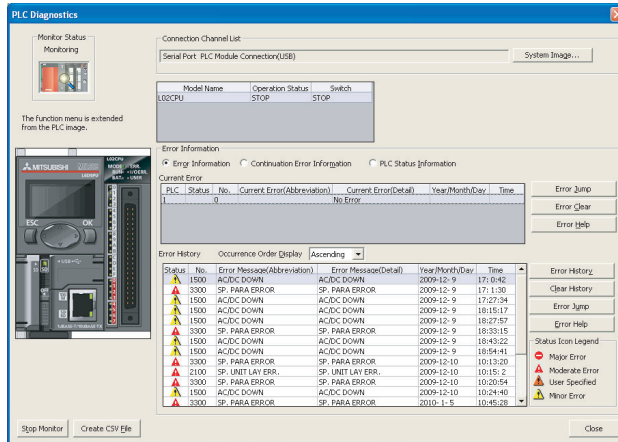 PLC Diagnostics
Monitor Status
Monitoring
The function menu is extended
from the PLC image.
Connection Channel List
Serial Port PLC Module Connection(USB)
System Image...
Model Name Operation Status Switch
L02CPU STOP STOP
Error Information
Error Information Continuation Error Information PLC Status Information
Current Error
PLC Status No. Current Error(Abbreviation) Current Error(Detail) Year/Month/Day Time
1 0 No Error
Error Jump
Error Clear
Error Help
MITSUBISHI
L02CPU
ESC OK
Error History Occurrence Order Display Ascending
Status No. Error Message(Abbreviation) Error Message(Detail) Year/Month/Day Time
1500 AC/DC DOWN AC/DC DOWN 2009-12- 9 17: 0:42
3300 SP. PARA ERROR SP. PARA ERROR 2009-12- 9 17: 1:30
1500 AC/DC DOWN AC/DC DOWN 2009-12- 9 17:27:34
1500 AC/DC DOWN AC/DC DOWN 2009-12- 9 18:15:17
1500 AC/DC DOWN AC/DC DOWN 2009-12- 9 18:27:57
3300 SP. PARA ERROR SP. PARA ERROR 2009-12- 9 18:33:15
1500 AC/DC DOWN AC/DC DOWN 2009-12- 9 18:43:22
1500 AC/DC DOWN AC/DC DOWN 2009-12- 9 18:54:41
3300 SP. PARA ERROR SP. PARA ERROR 2009-12-10 10:13:20
2100 SP. UNIT LAY ERR. SP. UNIT LAY ERR. 2009-12-10 10:15: 2
3300 SP. PARA ERROR SP. PARA ERROR 2009-12-10 10:20:54
1500 AC/DC DOWN AC/DC DOWN 2009-12-10 10:24:40
3300 SP. PARA ERROR SP. PARA ERROR 2010- 1- 5 10:45:28
Error History
Clear History
Error Jump
Error Help
Status Icon Legend
Major Error
Moderate Error
User Specified
Minor Error
Stop Monitor Create CSV File Close